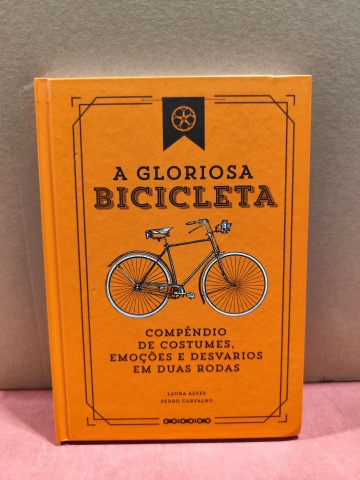 A GLORIOSA
BICICLETA
COMPÊNDIO
DE COSTUMES,
EMOÇÕES E DESVARIOS
EM DUAS RODAS
LAURA ALVES
PEDRO CARVALHO